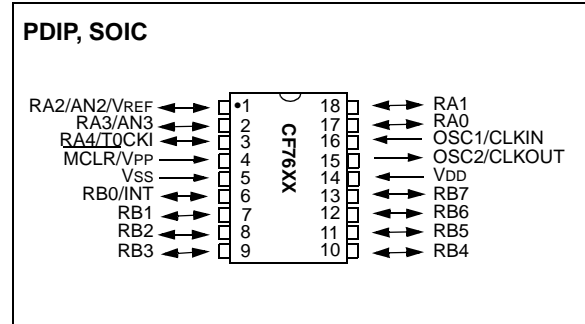 PDIP, SOIC
RA2/AN2/VREF •1 18 RA1
RA3/AN3 2 17 RA0
RA4/T0CKI 3 16 OSC1/CLKIN
MCLR/VPP 4 15 OSC2/CLKOUT
VSS 5 14 VDD
RB0/INT 6 13 RB7
RB1 7 12 RB6
RB2 8 11 RB5
RB3 9 10 RB4
CF76XX